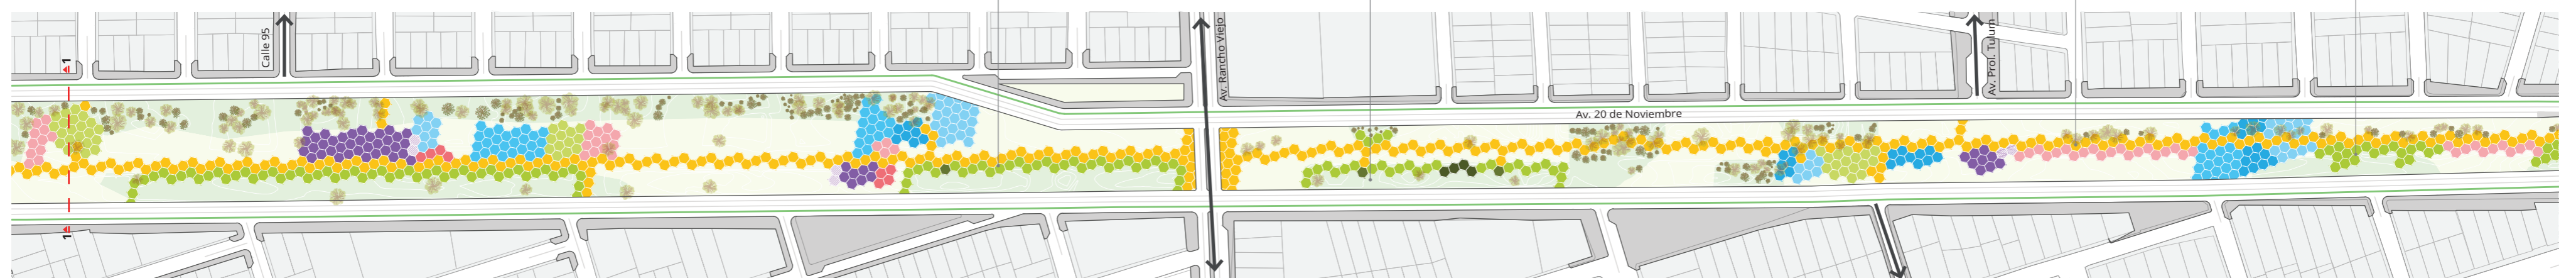 1
Calle 95
Av. Rancho Viejo
Av. 20 de Noviembre
Av. Prol. Tulum
1